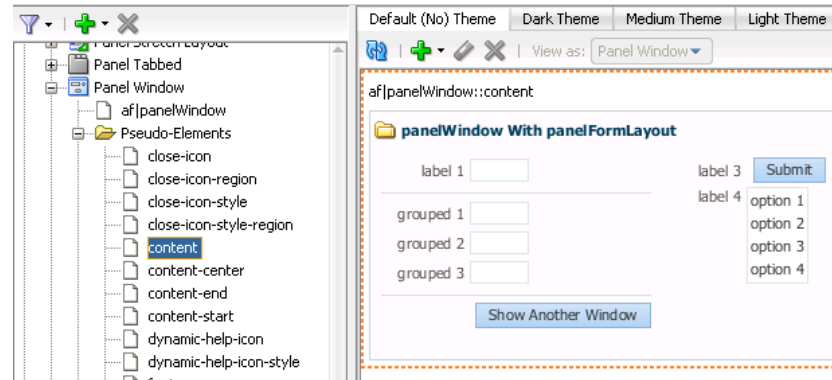 Panel Stretch Layout
Panel Tabbed
Panel Window
af|panelWindow
Pseudo-Elements
close-icon
close-icon-region
close-icon-style
close-icon-style-region
content
content-center
content-end
content-start
dynamic-help-icon
dynamic-help-icon-style
Default (No) Theme Dark Theme Medium Theme Light Theme
View as: Panel Window
af|panelWindow::content
panelWindow With panelFormLayout
label 1
grouped 1
grouped 2
grouped 3
label 3 Submit
label 4 option 1
option 2
option 3
option 4
Show Another Window